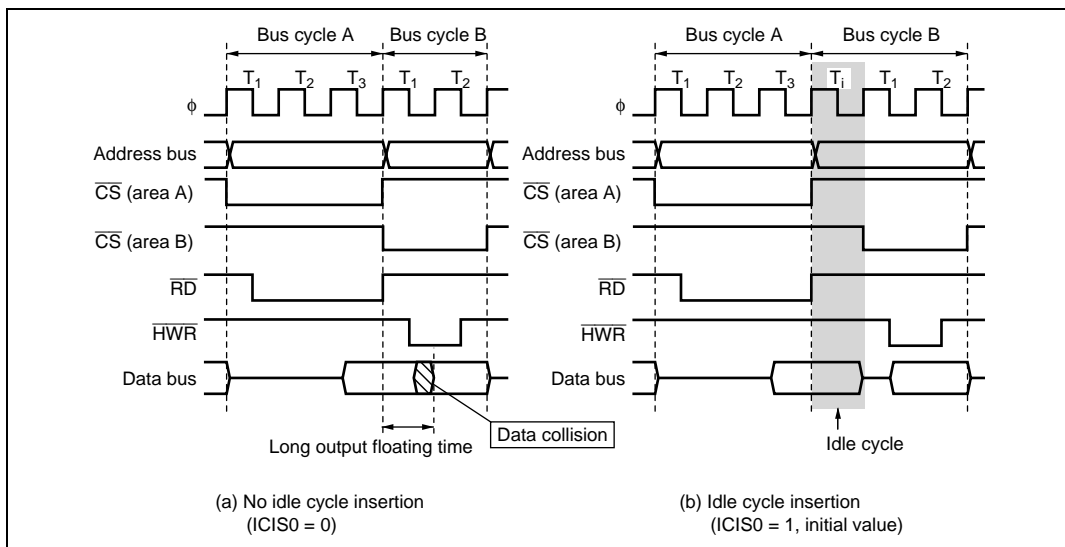 Bus cycle A Bus cycle B
T1 T2 T3 T1 T2
ϕ
Address bus
CS (area A)
CS (area B)
RD
HWR
Data bus
Long output floating time
Data collision
(a) No idle cycle insertion
(ICIS0 = 0)
Bus cycle A Bus cycle B
T1 T2 T3 Ti T1 T2
ϕ
Address bus
CS (area A)
CS (area B)
RD
HWR
Data bus
Idle cycle
(b) Idle cycle insertion
(ICIS0 = 1, initial value)